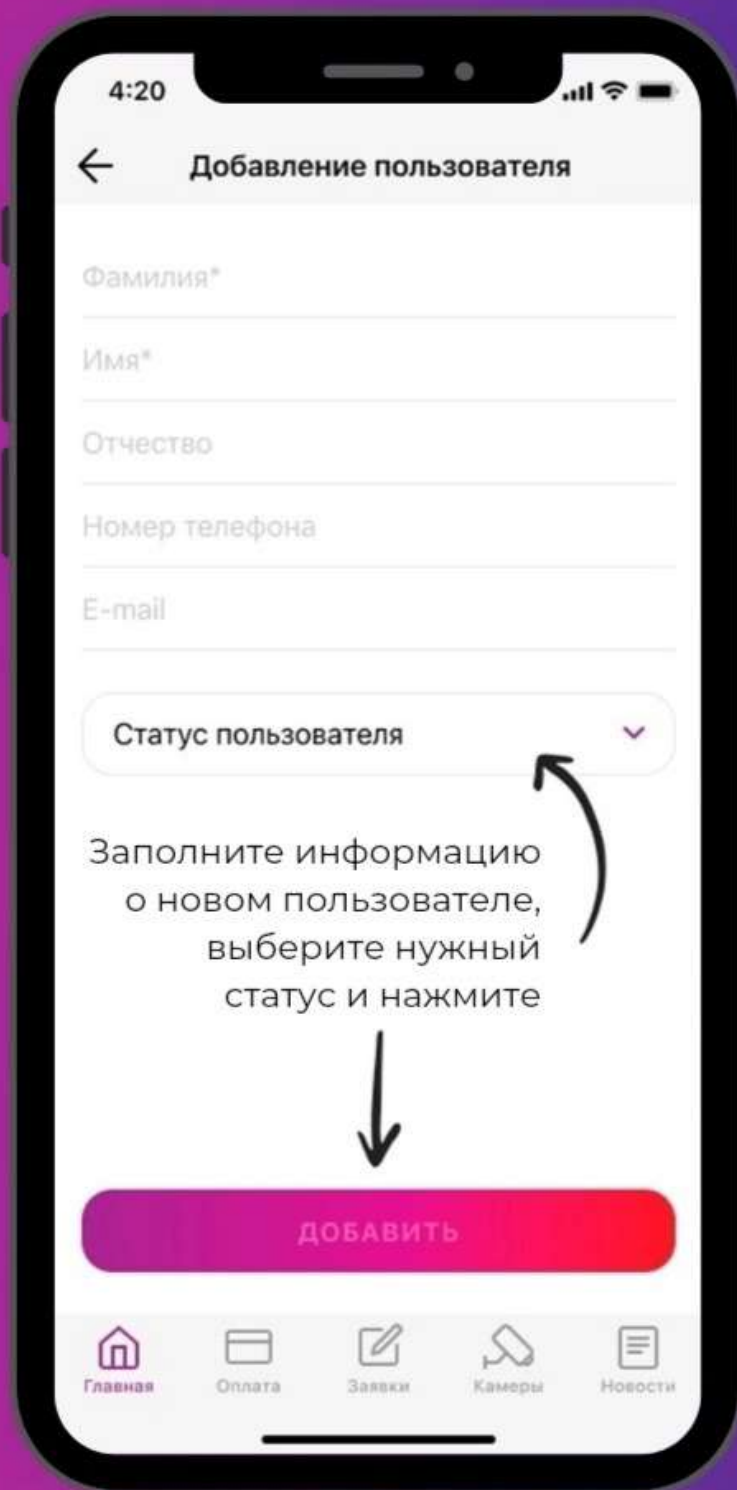 4:20
Добавление пользователя
Фамилия*
Имя*
Отчество
Номер телефона
E-mail
Статус пользователя
Заполните информацию
о новом пользователе,
выберите нужный
статус и нажмите
ДОБАВИТЬ
Главная Оплата Заявки Камеры Новости